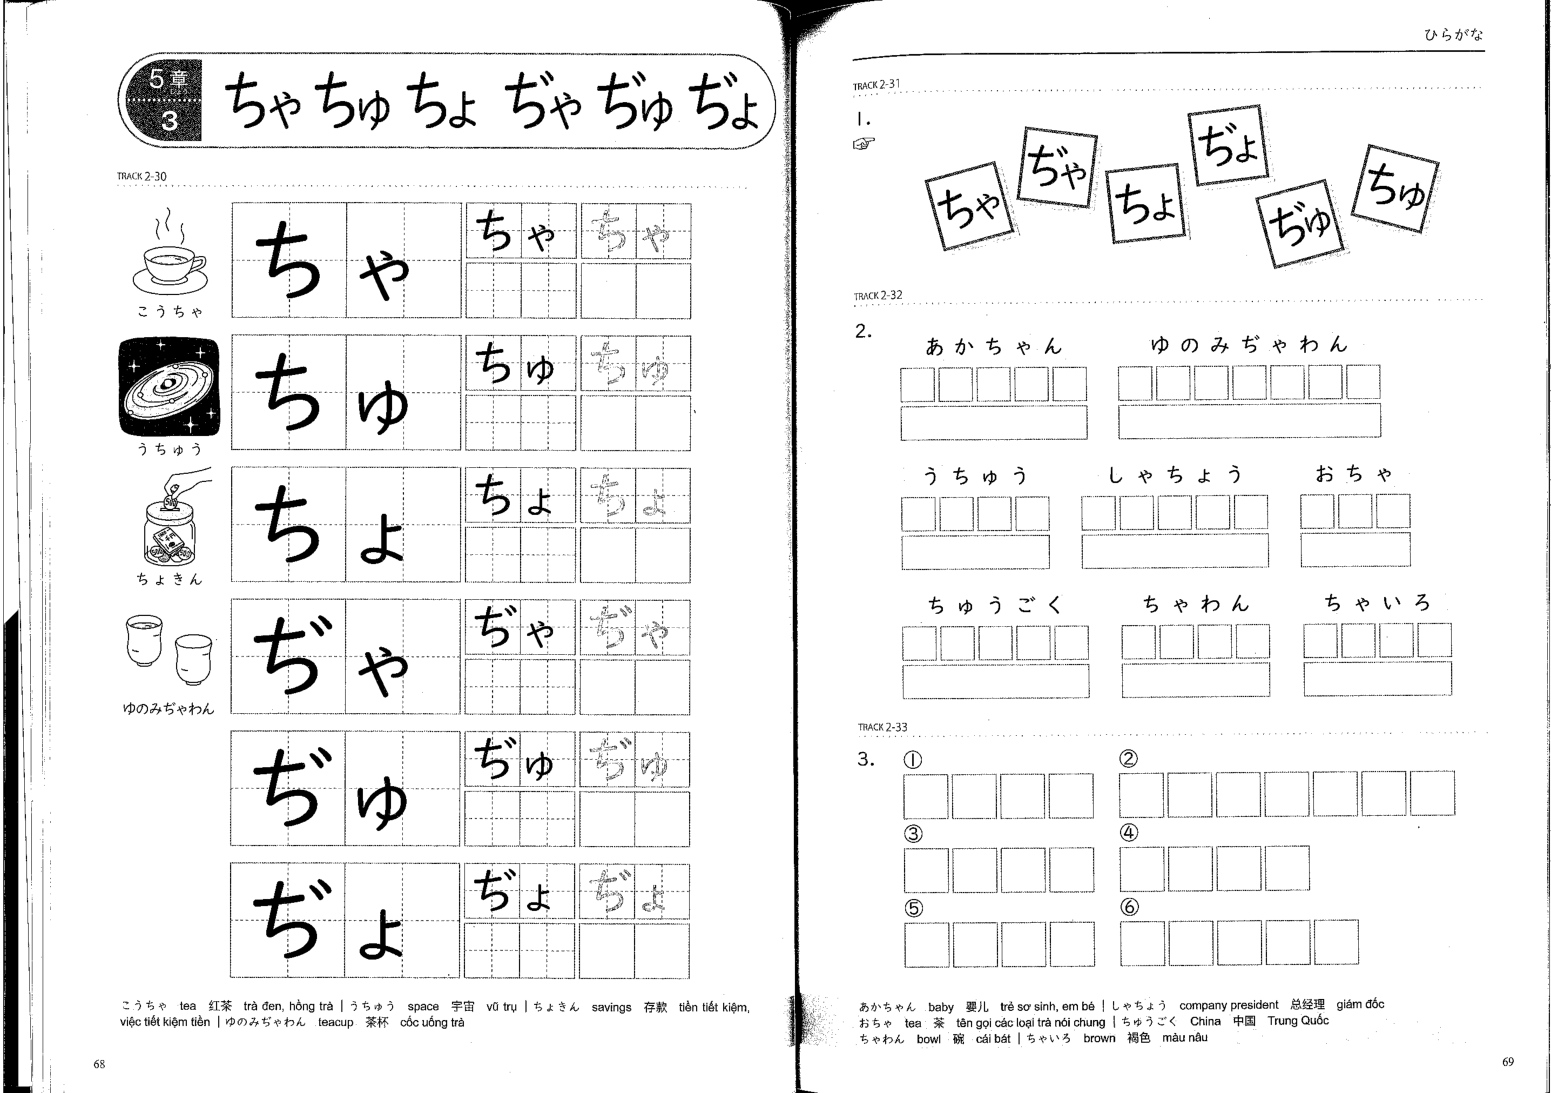 5章
3
ちゃ ちゅ ちょ ぢゃ ぢゅ ぢょ
TRACK 2-30
ちゃ ちゃ ちゃ
こうちゃ
ちゅ ちゅ ちゅ
うちゅう
ちょ ちょ ちょ
ちょきん
ぢゃ ぢゃ ぢゃ
ゆのみぢゃわん
ぢゅ ぢゅ ぢゅ
ぢょ ぢょ ぢょ
こうちゃ tea 红茶 trà đen, hồng trà | うちゅう space 宇宙 vũ trụ | ちょきん savings 存款 tiền tiết kiệm,
việc tiết kiệm tiền | ゆのみぢゃわん teacup 茶杯 cốc uống trà
68
ひらがな
TRACK 2-31
1.
ちゃ ぢゃ ちょ ぢょ ぢゅ ちゅ
TRACK 2-32
2.
あかちゃん ゆのみぢゃわん
うちゅう しゃちょう おちゃ
ちゅうごく ちゃわん ちゃいろ
TRACK 2-33
3. ① ②
③ ④
⑤ ⑥
あかちゃん baby 婴儿 trẻ sơ sinh, em bé | しゃちょう company president 总经理 giám đốc
おちゃ tea 茶 tên gọi các loại trà nói chung | ちゅうごく China 中国 Trung Quốc
ちゃわん bowl 碗 cái bát | ちゃいろ brown 褐色 màu nâu
69